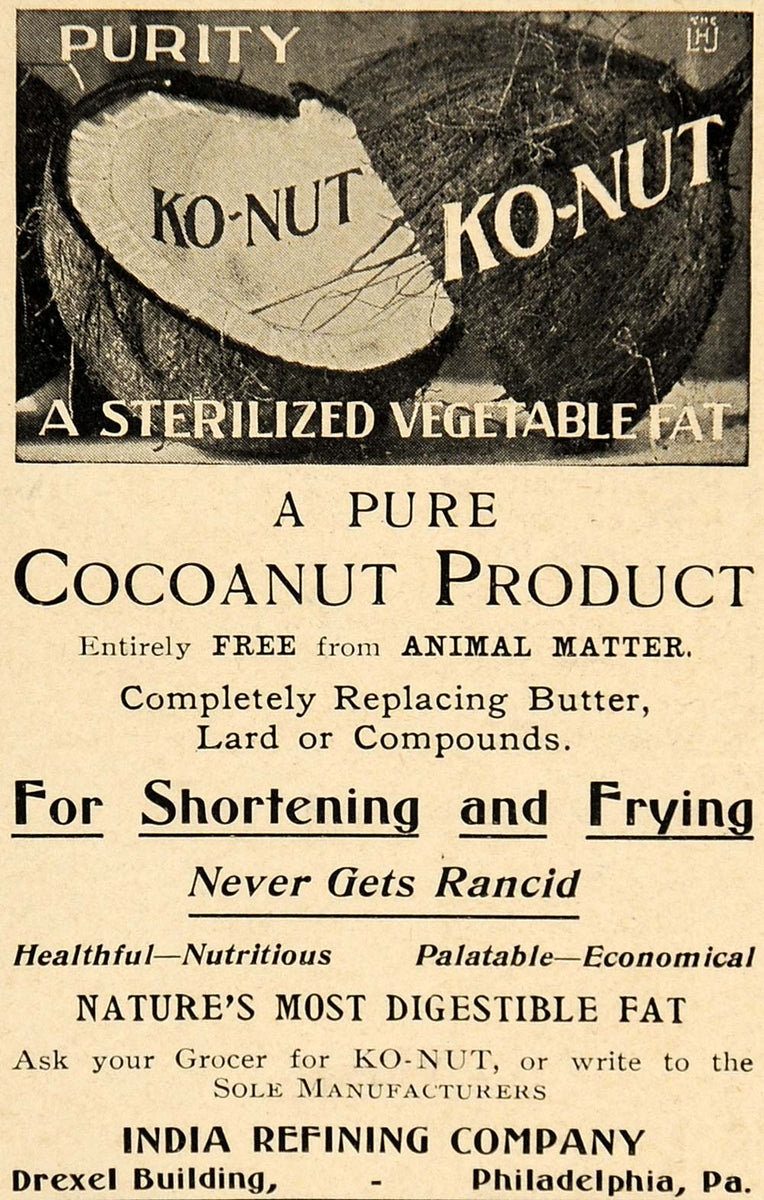 PURITY
THE
KO-NUT
KO-NUT
A STERILIZED VEGETABLE FAT
A PURE
COCOANUT PRODUCT
Entirely FREE from ANIMAL MATTER.
Completely Replacing Butter,
Lard or Compounds.
For Shortening and Frying
Never Gets Rancid
Healthful—Nutritious Palatable—Economical
NATURE'S MOST DIGESTIBLE FAT
Ask your Grocer for KO-NUT, or write to the
SOLE MANUFACTURERS
INDIA REFINING COMPANY
Drexel Building, - Philadelphia, Pa.